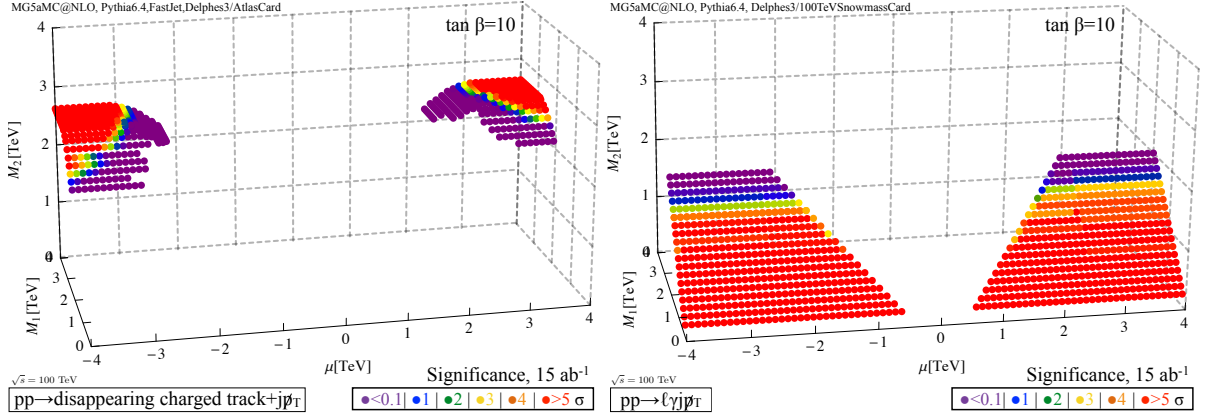 MG5aMC@NLO, Pythia6.4,FastJet,Delphes3/AtlasCard
tan β=10
4
3
2
1
0
M₂[TeV]
4
3
2
1
0
M₁[TeV]
−4 −3 −2 −1 0 1 2 3 4
μ[TeV]
√s = 100 TeV
Significance, 15 ab⁻¹
pp→disappearing charged track+jp̸T
●<0.1|●1|●2|●3|●4|●>5 σ
MG5aMC@NLO, Pythia6.4, Delphes3/100TeVSnowmassCard
tan β=10
4
3
2
1
0
M₂[TeV]
4
3
2
1
0
M₁[TeV]
−4 −3 −2 −1 0 1 2 3 4
μ[TeV]
√s = 100 TeV
Significance, 15 ab⁻¹
pp→ℓγjp̸T
●<0.1|●1|●2|●3|●4|●>5 σ